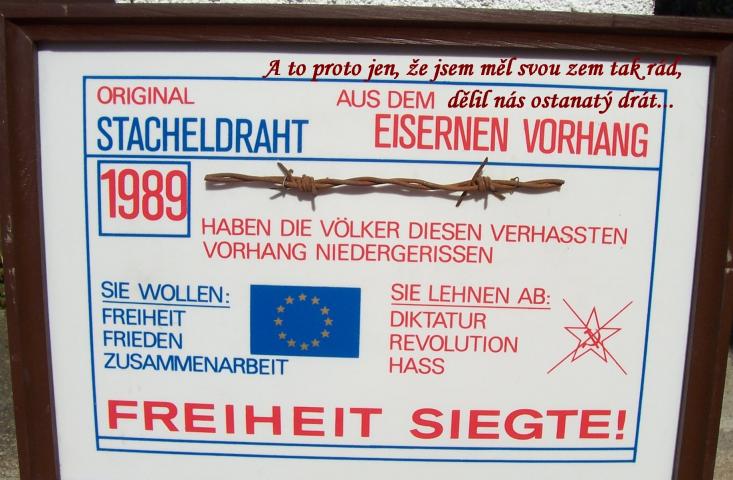 A to proto jen, že jsem měl svou zem tak rád,
dělil nás ostanatý drát...
ORIGINAL AUS DEM
STACHELDRAHT EISERNEN VORHANG
1989
HABEN DIE VÖLKER DIESEN VERHASSTEN
VORHANG NIEDERGERISSEN
SIE WOLLEN:
FREIHEIT
FRIEDEN
ZUSAMMENARBEIT
SIE LEHNEN AB:
DIKTATUR
REVOLUTION
HASS
FREIHEIT SIEGTE!